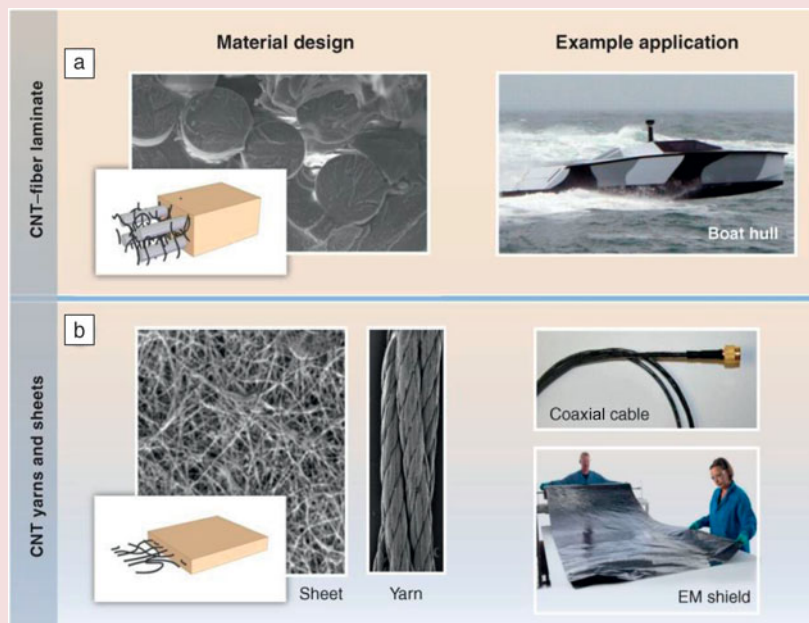 Material design
Example application
a
CNT–fiber laminate
Boat hull
b
CNT yarns and sheets
Sheet
Yarn
Coaxial cable
EM shield